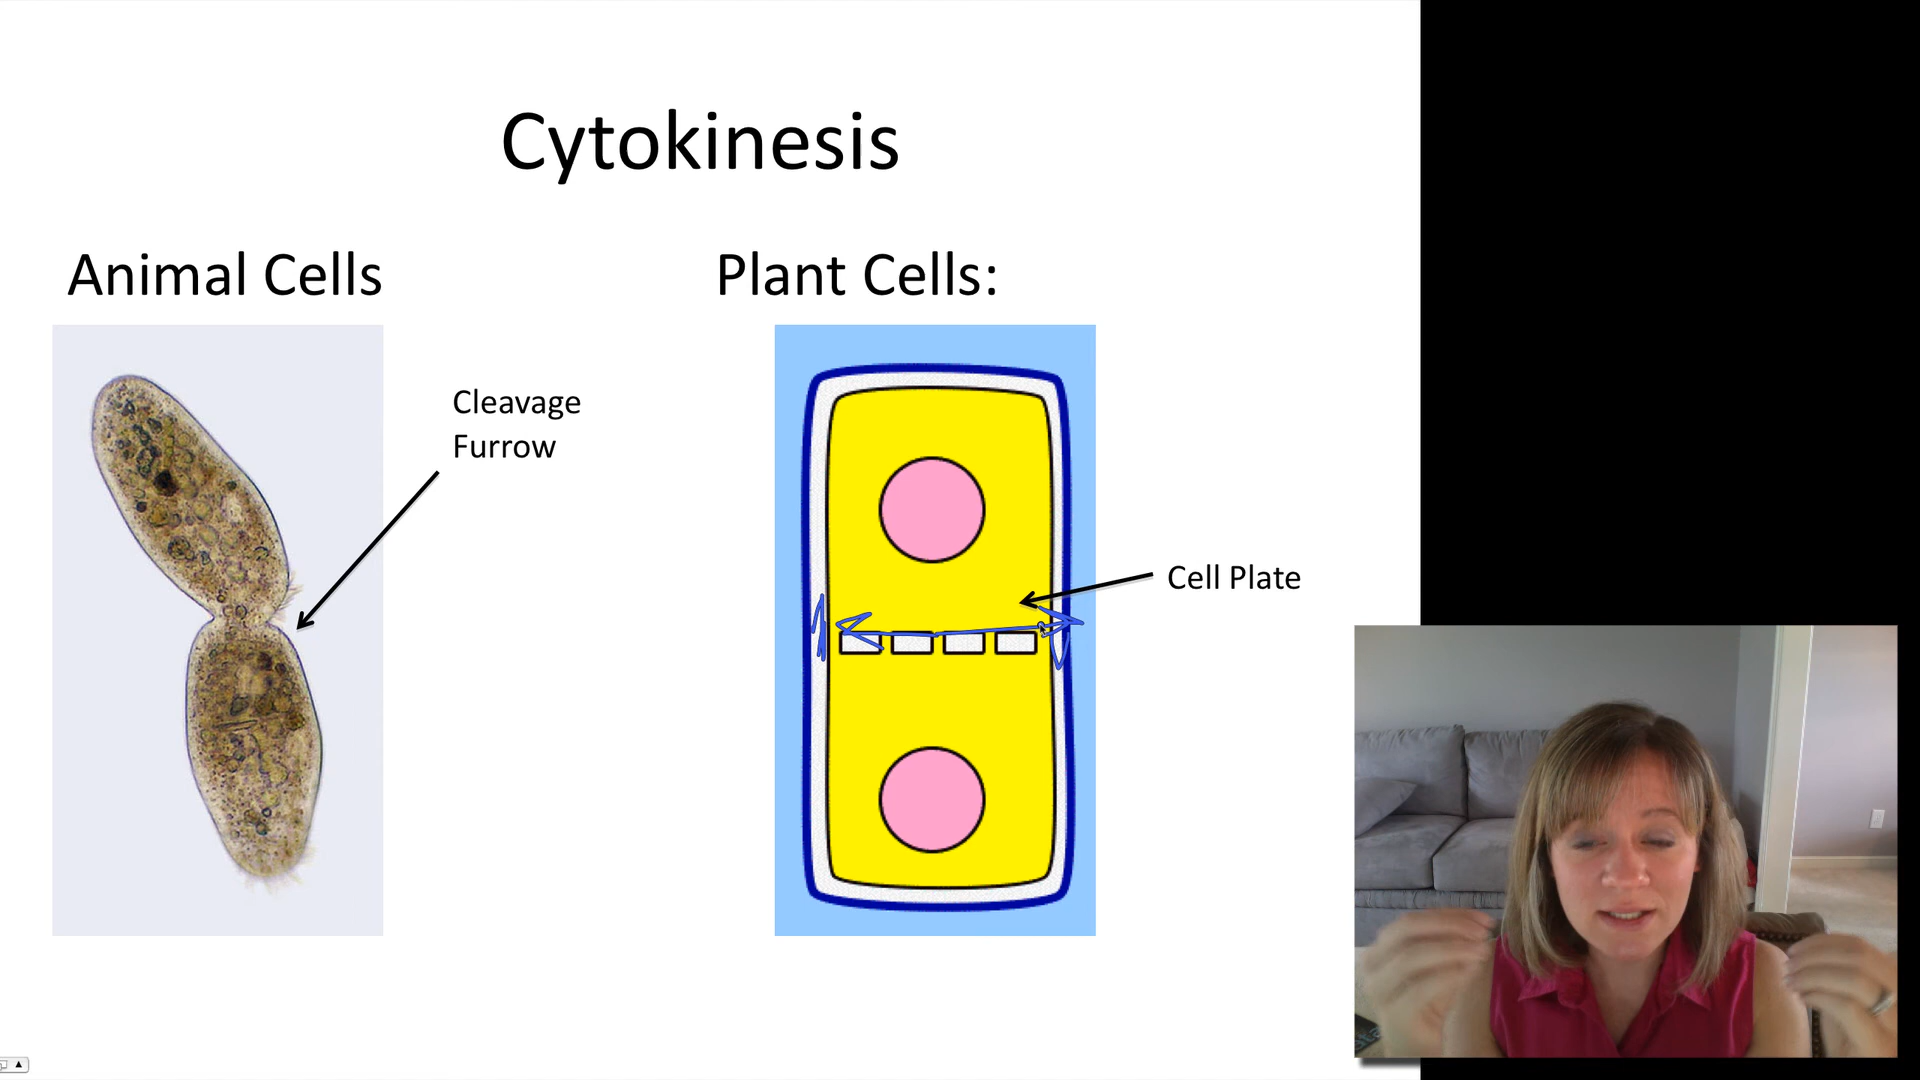 Cytokinesis
Animal Cells
Plant Cells:
Cleavage
Furrow
Cell Plate